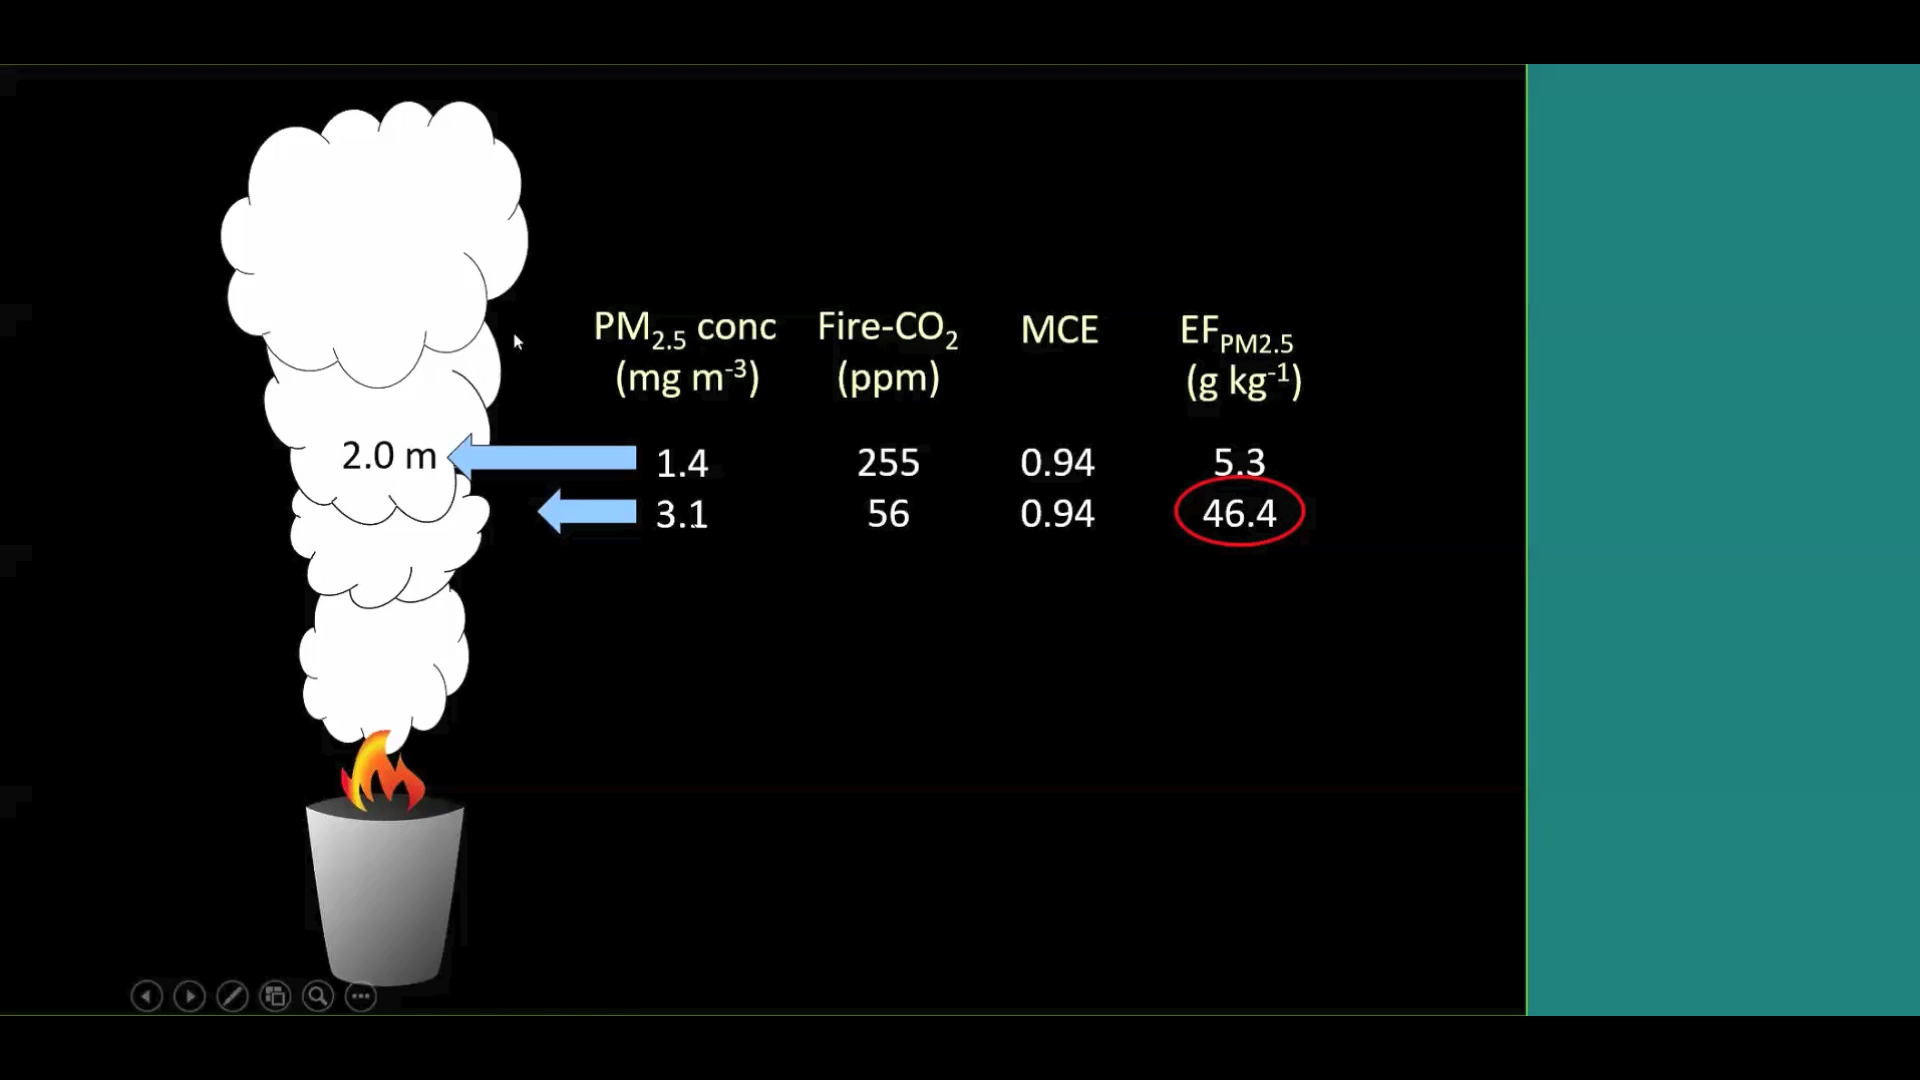 PM2.5 conc Fire-CO2 MCE EFPM2.5
(mg m-3) (ppm) (g kg-1)
2.0 m 1.4 255 0.94 5.3
3.1 56 0.94 46.4